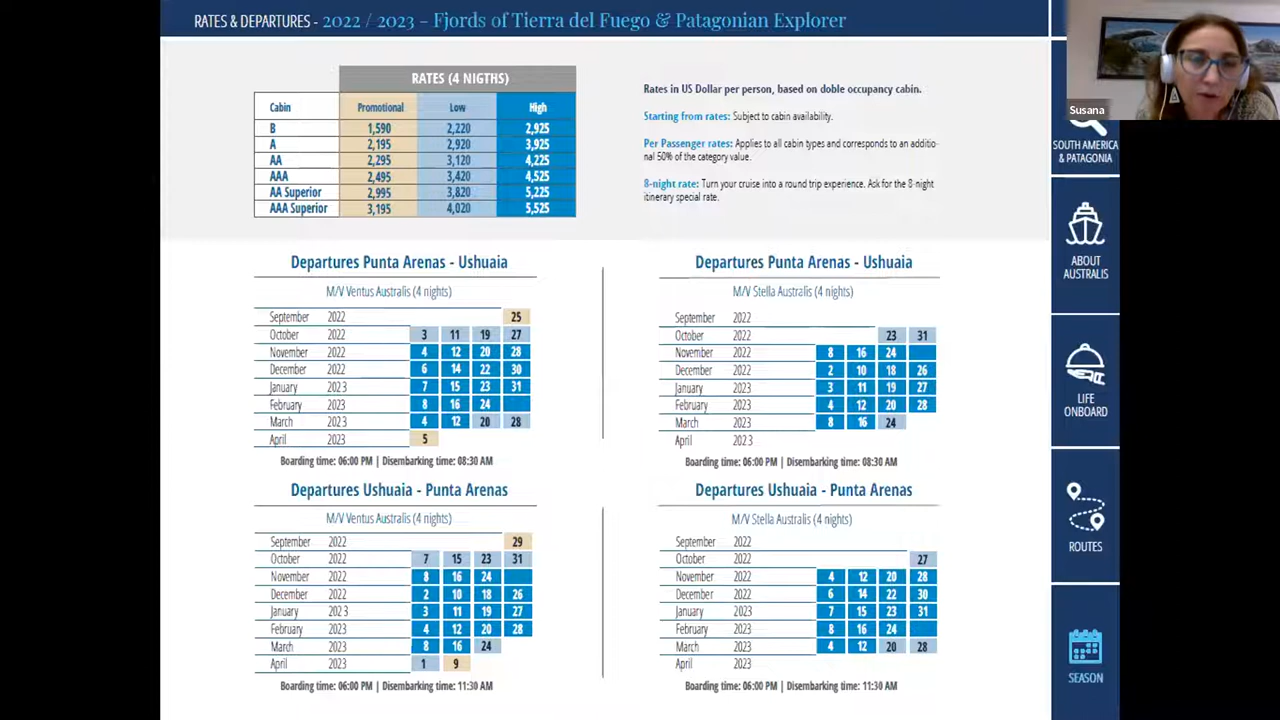 RATES & DEPARTURES - 2022 / 2023 – Fjords of Tierra del Fuego & Patagonian Explorer
RATES (4 NIGTHS)
Cabin Promotional Low High
B 1,590 2,220 2,925
A 2,195 2,920 3,925
AA 2,295 3,120 4,225
AAA 2,495 3,420 4,525
AA Superior 2,995 3,820 5,225
AAA Superior 3,195 4,020 5,525
Rates in US Dollar per person, based on doble occupancy cabin.
Starting from rates: Subject to cabin availability.
Per Passenger rates: Applies to all cabin types and corresponds to an additio-
nal 50% of the category value.
8-night rate: Turn your cruise into a round trip experience. Ask for the 8-night
itinerary special rate.
Departures Punta Arenas - Ushuaia
M/V Ventus Australis (4 nights)
September 2022 25
October 2022 3 11 19 27
November 2022 4 12 20 28
December 2022 6 14 22 30
January 2023 7 15 23 31
February 2023 8 16 24
March 2023 4 12 20 28
April 2023 5
Boarding time: 06:00 PM | Disembarking time: 08:30 AM
Departures Punta Arenas - Ushuaia
M/V Stella Australis (4 nights)
September 2022
October 2022 23 31
November 2022 8 16 24
December 2022 2 10 18 26
January 2023 3 11 19 27
February 2023 4 12 20 28
March 2023 8 16 24
April 2023
Boarding time: 06:00 PM | Disembarking time: 08:30 AM
Departures Ushuaia - Punta Arenas
M/V Ventus Australis (4 nights)
September 2022 29
October 2022 7 15 23 31
November 2022 8 16 24
December 2022 2 10 18 26
January 2023 3 11 19 27
February 2023 4 12 20 28
March 2023 8 16 24
April 2023 1 9
Boarding time: 06:00 PM | Disembarking time: 11:30 AM
Departures Ushuaia - Punta Arenas
M/V Stella Australis (4 nights)
September 2022
October 2022 27
November 2022 4 12 20 28
December 2022 6 14 22 30
January 2023 7 15 23 31
February 2023 8 16 24
March 2023 4 12 20 28
April 2023
Boarding time: 06:00 PM | Disembarking time: 11:30 AM
Susana
SOUTH AMERICA
& PATAGONIA
ABOUT
AUSTRALIS
LIFE
ONBOARD
ROUTES
SEASON